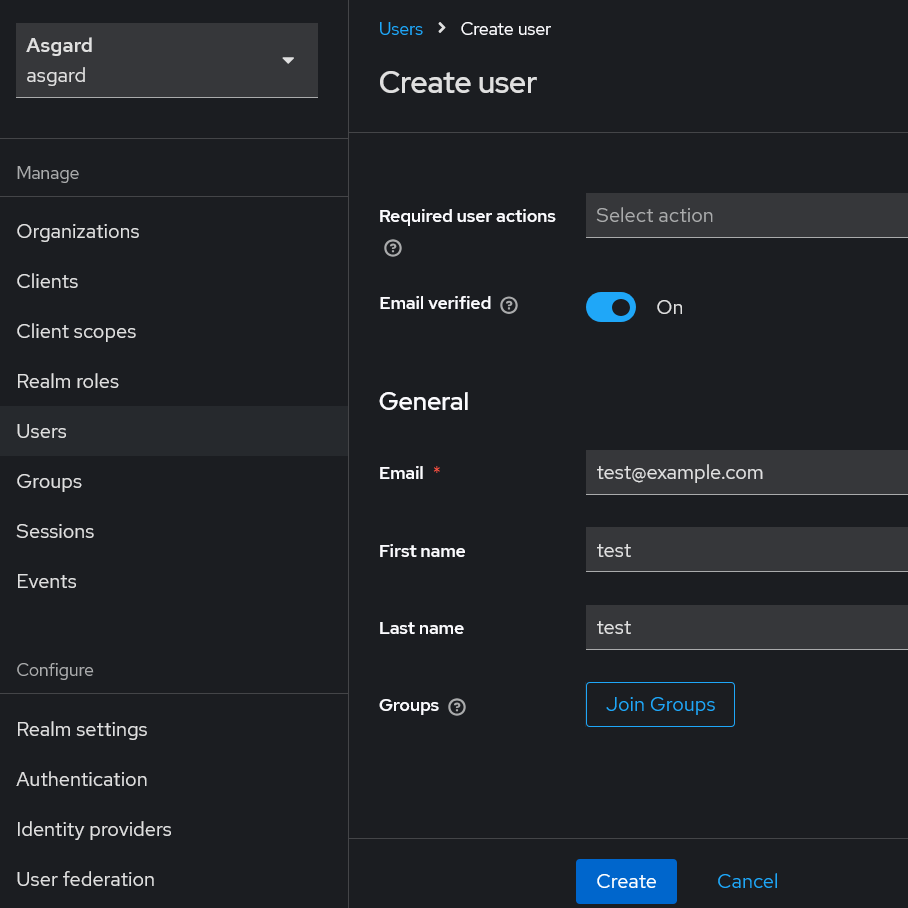 Asgard
asgard
Manage
Organizations
Clients
Client scopes
Realm roles
Users
Groups
Sessions
Events
Configure
Realm settings
Authentication
Identity providers
User federation
Users > Create user
Create user
Required user actions ?
Select action
Email verified ?
On
General
Email *
test@example.com
First name
test
Last name
test
Groups ?
Join Groups
Create
Cancel